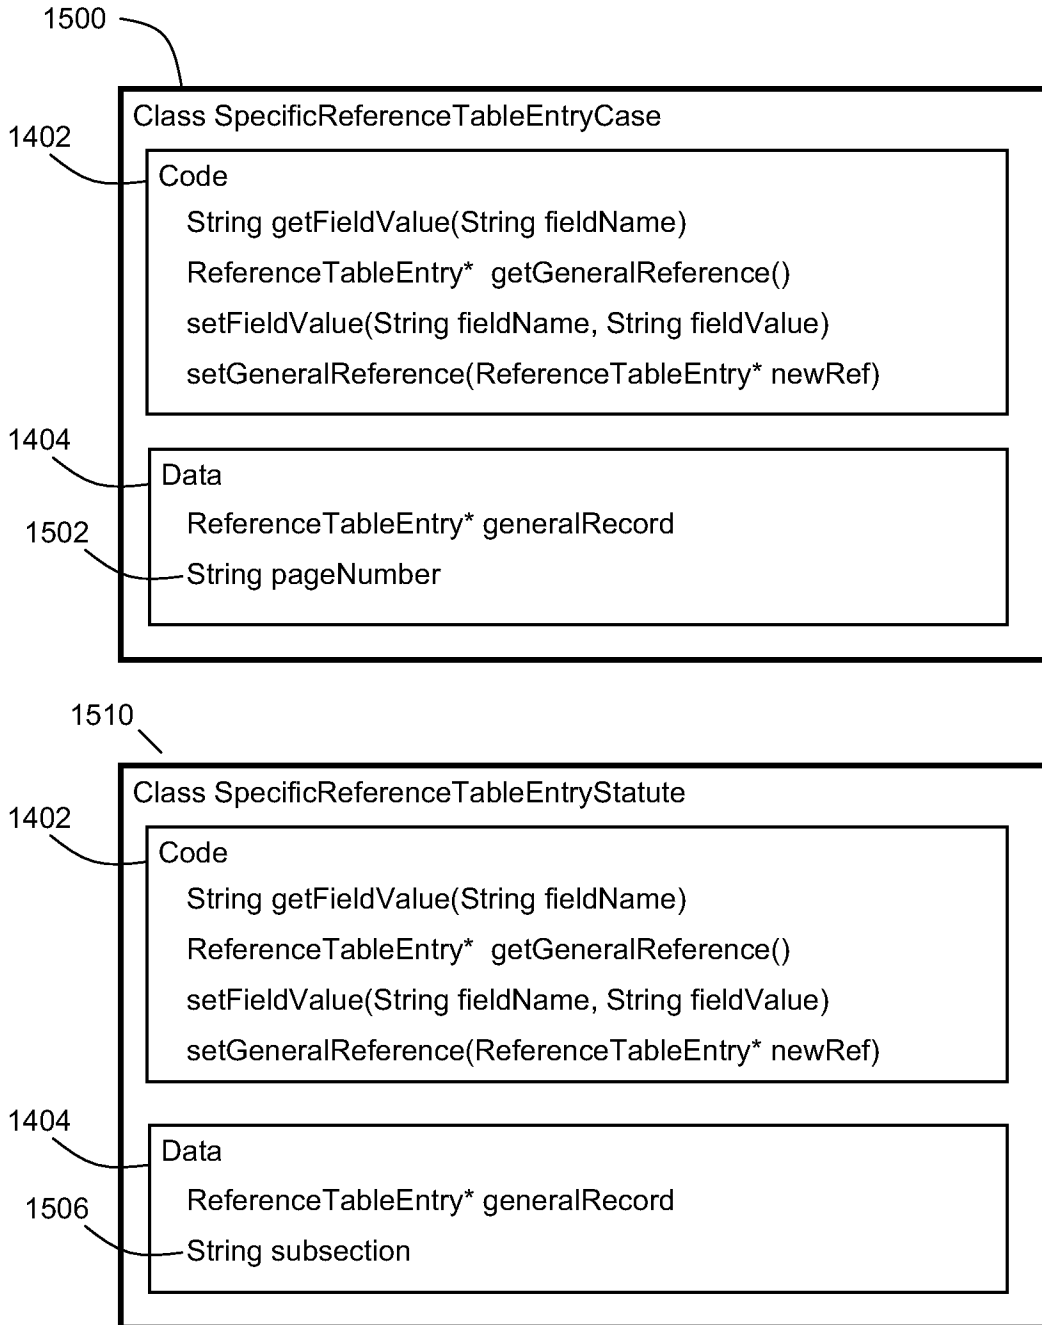 1500
Class SpecificReferenceTableEntryCase
1402
Code
String getFieldValue(String fieldName)
ReferenceTableEntry* getGeneralReference()
setFieldValue(String fieldName, String fieldValue)
setGeneralReference(ReferenceTableEntry* newRef)
1404
Data
ReferenceTableEntry* generalRecord
1502
String pageNumber
1510
Class SpecificReferenceTableEntryStatute
1402
Code
String getFieldValue(String fieldName)
ReferenceTableEntry* getGeneralReference()
setFieldValue(String fieldName, String fieldValue)
setGeneralReference(ReferenceTableEntry* newRef)
1404
Data
ReferenceTableEntry* generalRecord
1506
String subsection